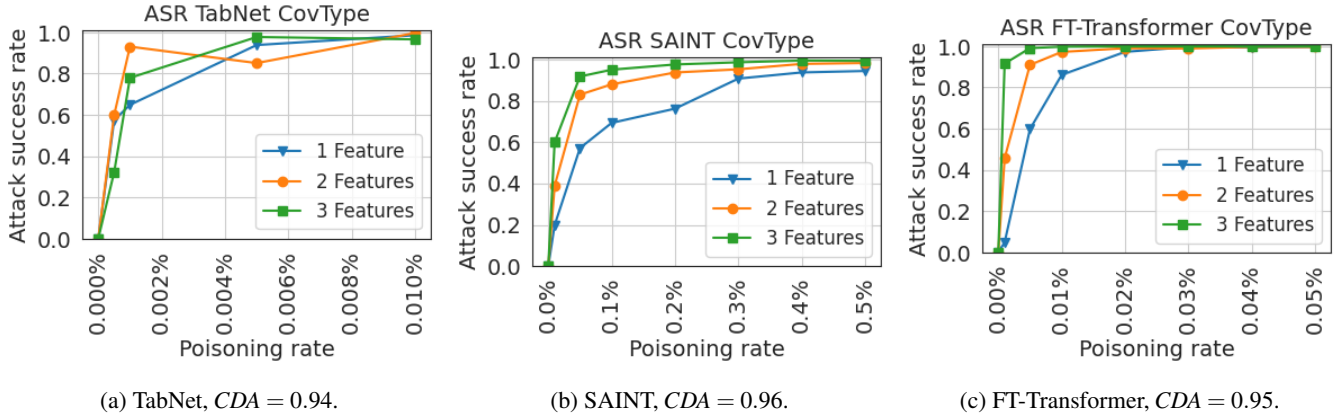 ASR TabNet CovType
Attack success rate
1.0
0.8
0.6
0.4
0.2
0.0
1 Feature
2 Features
3 Features
0.000%
0.002%
0.004%
0.006%
0.008%
0.010%
Poisoning rate
(a) TabNet, CDA = 0.94.
ASR SAINT CovType
Attack success rate
1.0
0.8
0.6
0.4
0.2
0.0
1 Feature
2 Features
3 Features
0.0%
0.1%
0.2%
0.3%
0.4%
0.5%
Poisoning rate
(b) SAINT, CDA = 0.96.
ASR FT-Transformer CovType
Attack success rate
1.0
0.8
0.6
0.4
0.2
0.0
1 Feature
2 Features
3 Features
0.00%
0.01%
0.02%
0.03%
0.04%
0.05%
Poisoning rate
(c) FT-Transformer, CDA = 0.95.